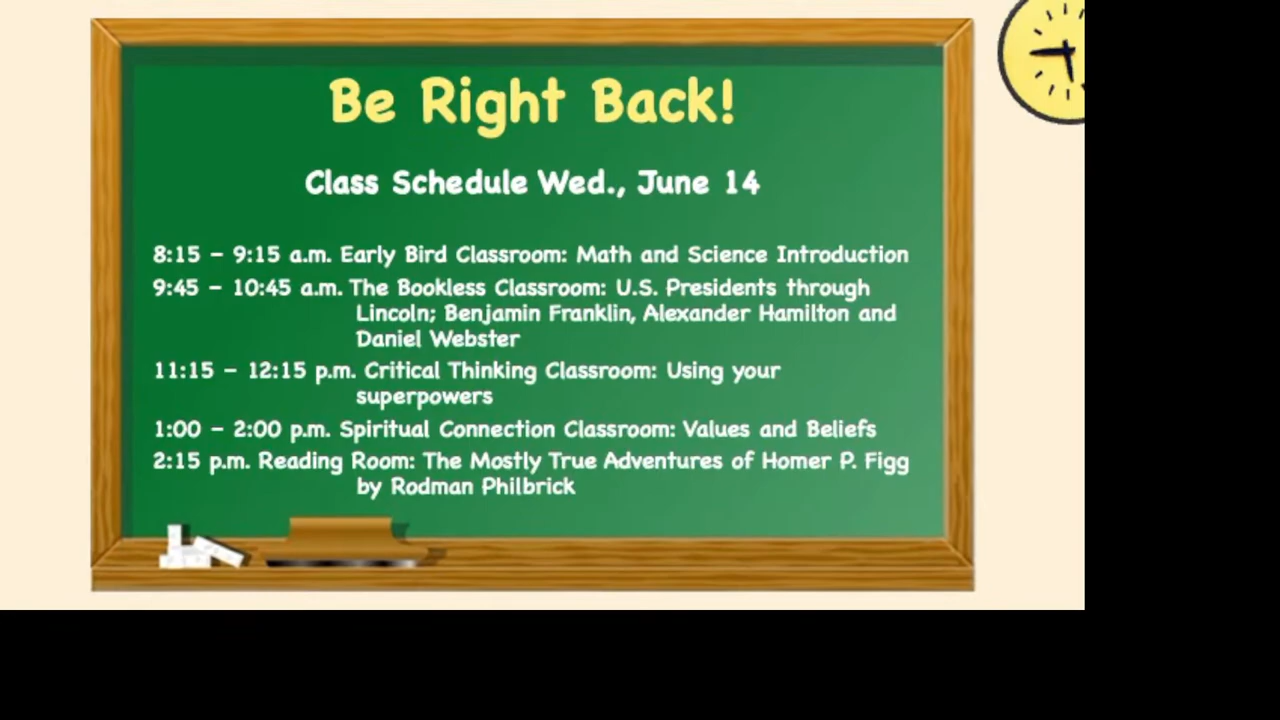 Be Right Back!
Class Schedule Wed., June 14
8:15 – 9:15 a.m. Early Bird Classroom: Math and Science Introduction
9:45 – 10:45 a.m. The Bookless Classroom: U.S. Presidents through
Lincoln; Benjamin Franklin, Alexander Hamilton and
Daniel Webster
11:15 – 12:15 p.m. Critical Thinking Classroom: Using your
superpowers
1:00 – 2:00 p.m. Spiritual Connection Classroom: Values and Beliefs
2:15 p.m. Reading Room: The Mostly True Adventures of Homer P. Figg
by Rodman Philbrick